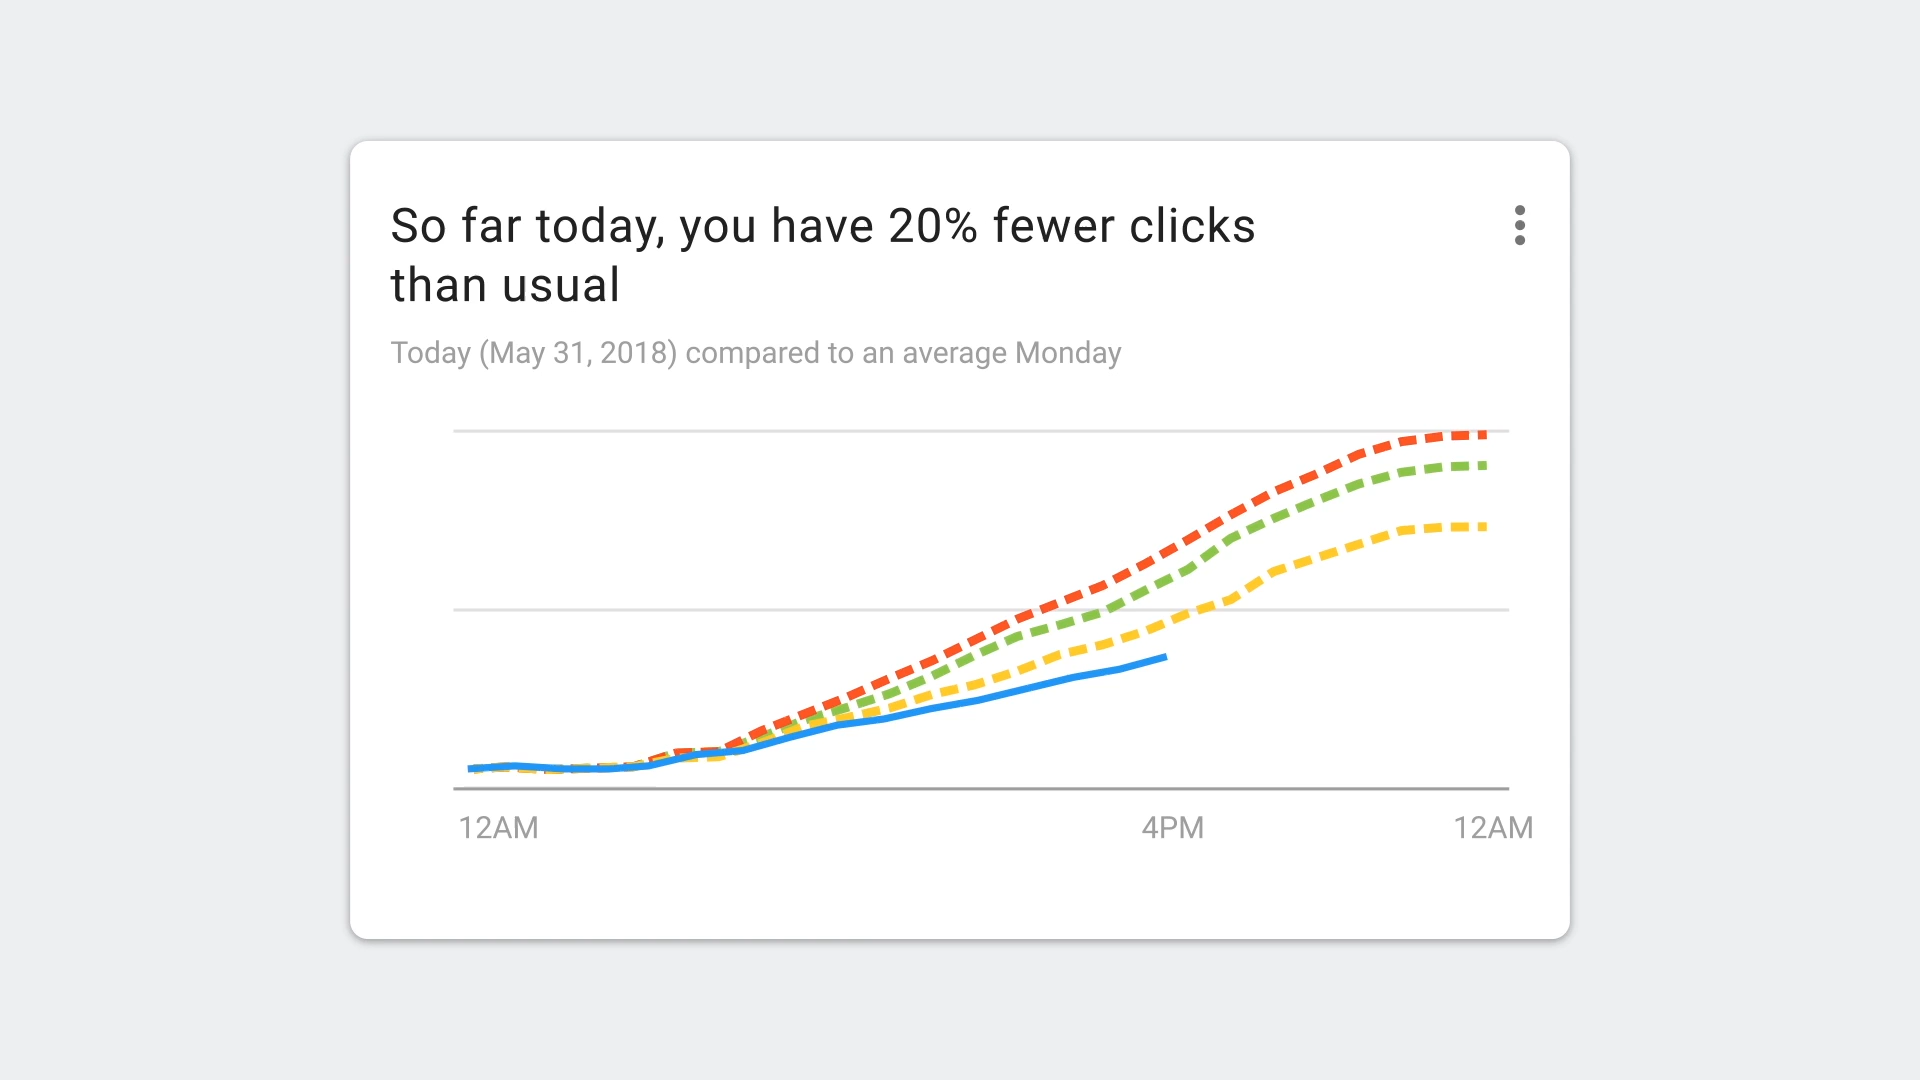 So far today, you have 20% fewer clicks
than usual
Today (May 31, 2018) compared to an average Monday
12AM 4PM 12AM